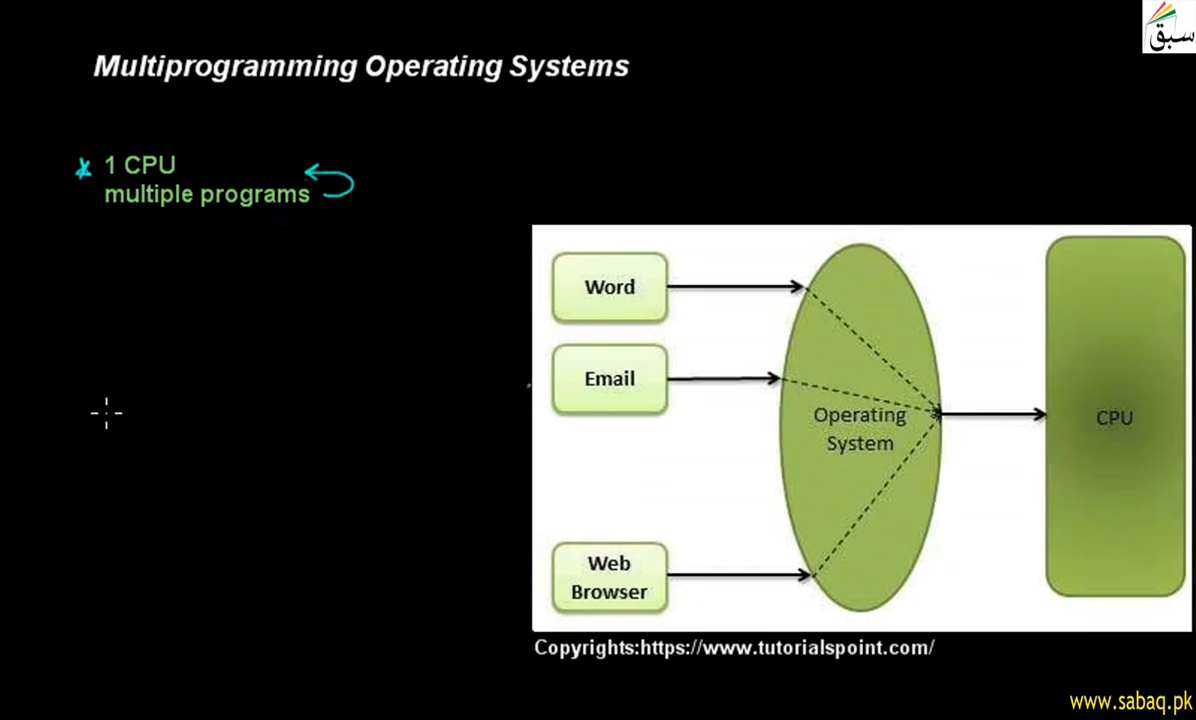 سبق
Multiprogramming Operating Systems
1 CPU
multiple programs
Word
Email
Operating
System
CPU
Web
Browser
Copyrights:https://www.tutorialspoint.com/
www.sabaq.pk